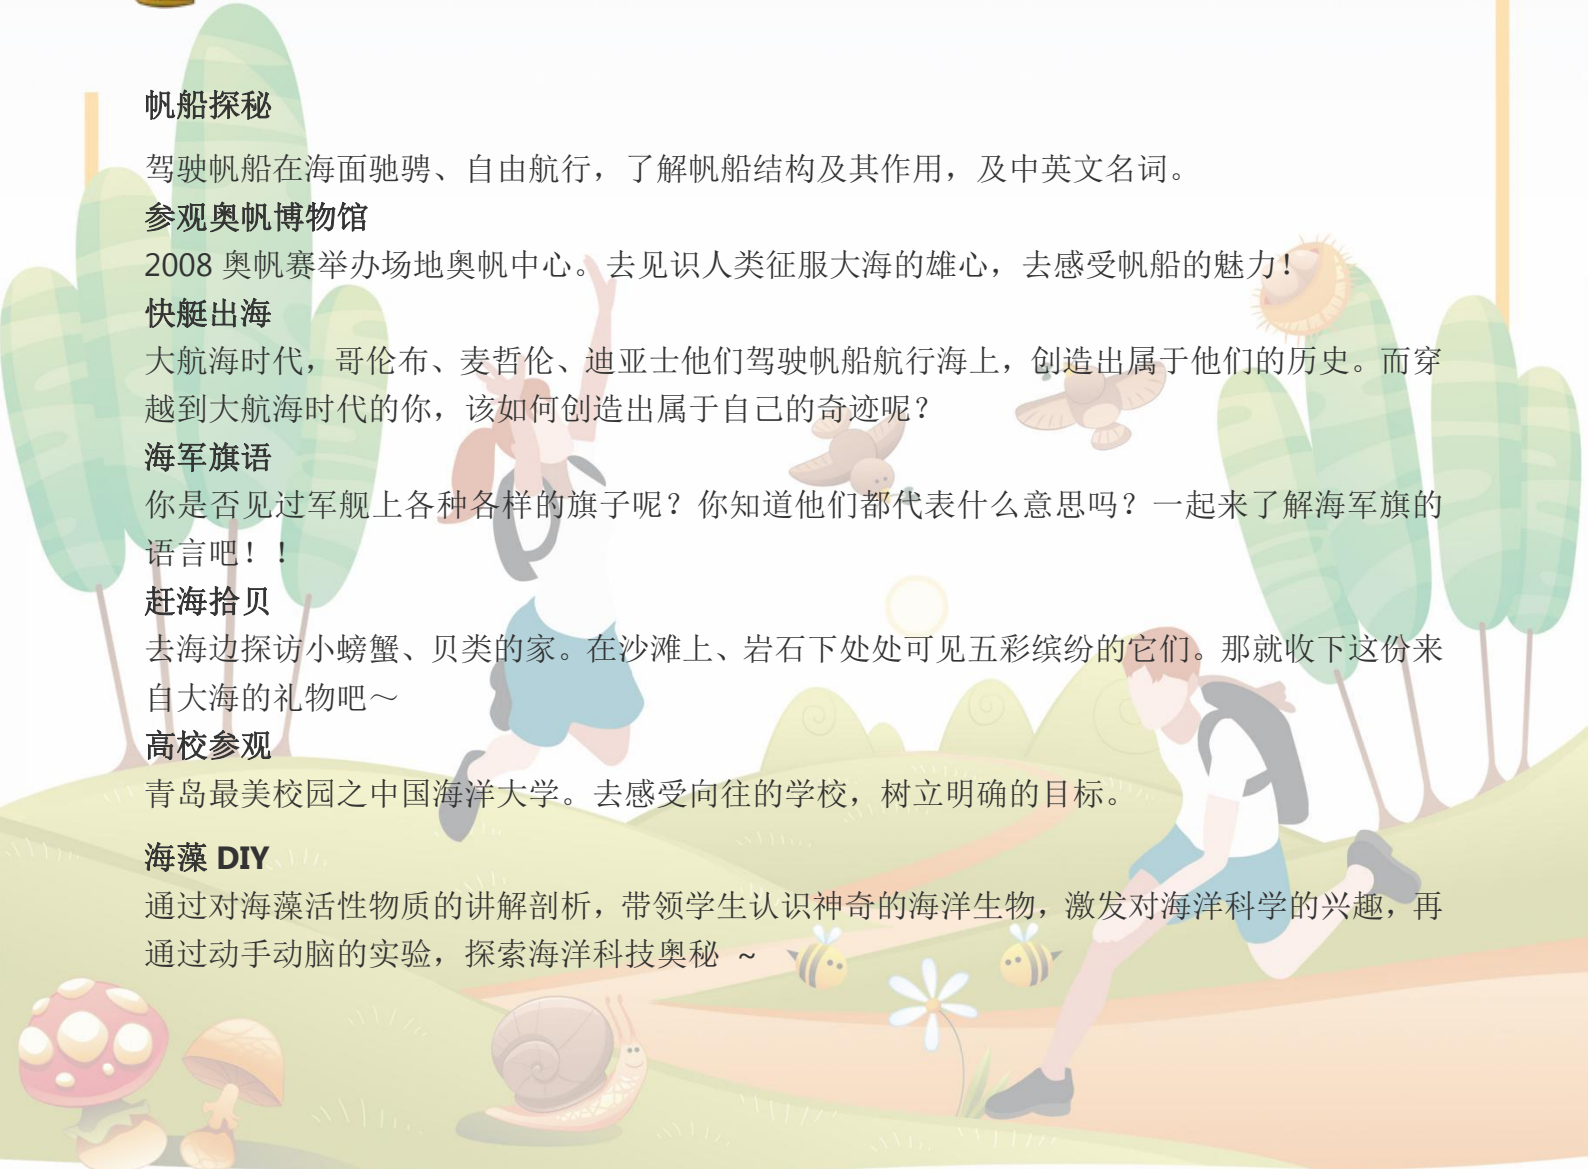 帆船探秘
驾驶帆船在海面驰骋、自由航行，了解帆船结构及其作用，及中英文名词。
参观奥帆博物馆
2008 奥帆赛举办场地奥帆中心。去见识人类征服大海的雄心，去感受帆船的魅力！
快艇出海
大航海时代，哥伦布、麦哲伦、迪亚士他们驾驶帆船航行海上，创造出属于他们的历史。而穿
越到大航海时代的你，该如何创造出属于自己的奇迹呢？
海军旗语
你是否见过军舰上各种各样的旗子呢？你知道他们都代表什么意思吗？一起来了解海军旗的
语言吧！！
赶海拾贝
去海边探访小螃蟹、贝类的家。在沙滩上、岩石下处处可见五彩缤纷的它们。那就收下这份来
自大海的礼物吧～
高校参观
青岛最美校园之中国海洋大学。去感受向往的学校，树立明确的目标。
海藻 DIY
通过对海藻活性物质的讲解剖析，带领学生认识神奇的海洋生物，激发对海洋科学的兴趣，再
通过动手动脑的实验，探索海洋科技奥秘 ~